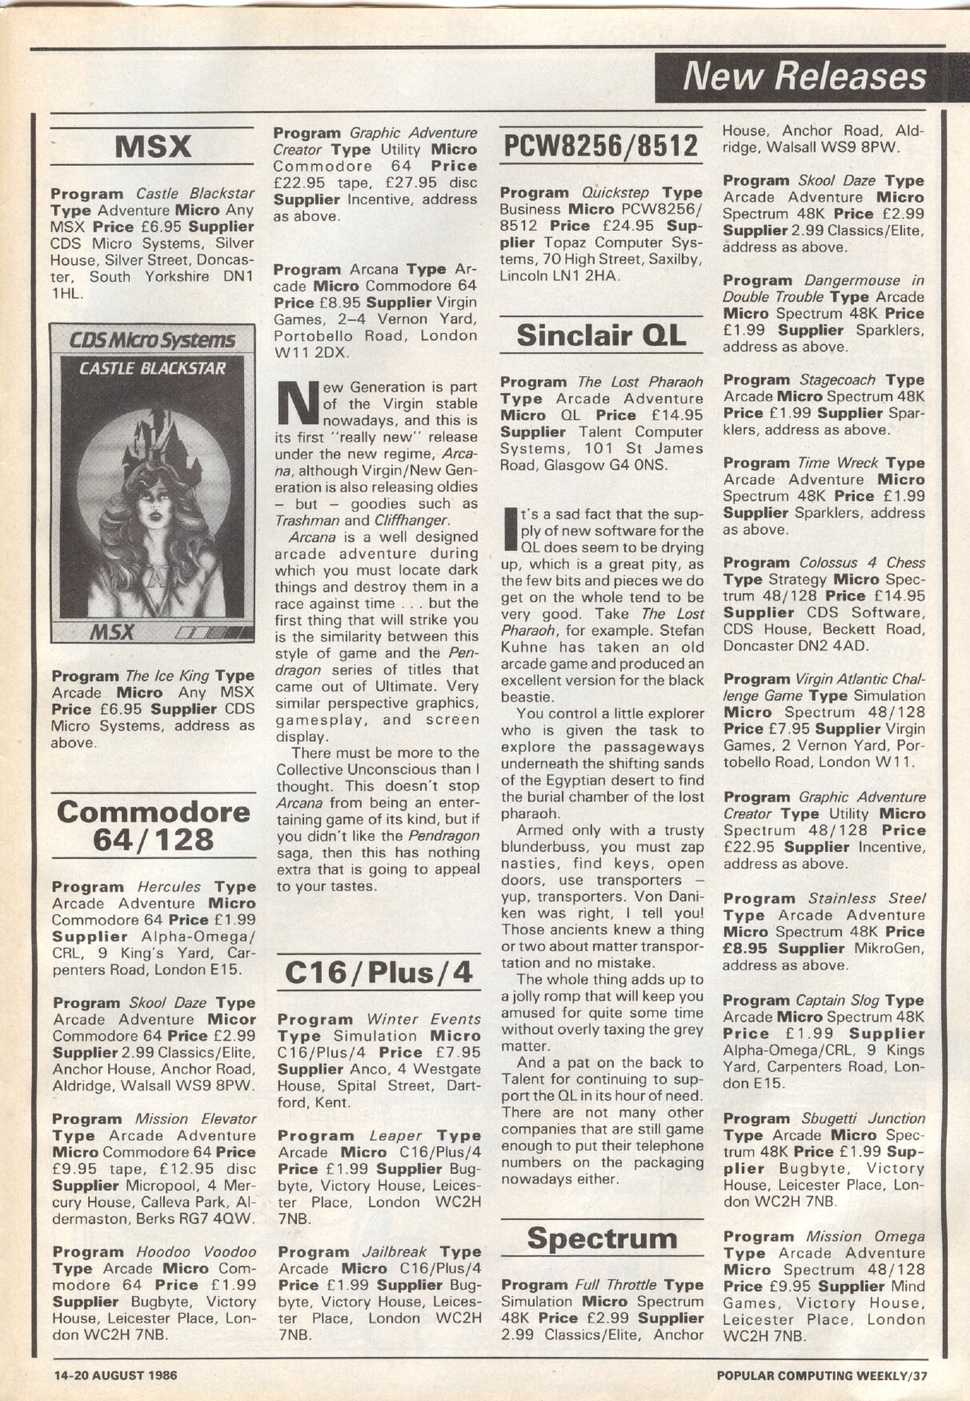 New Releases
MSX
Program Castle Blackstar
Type Adventure Micro Any
MSX Price £6.95 Supplier
CDS Micro Systems, Silver
House, Silver Street, Doncas-
ter, South Yorkshire DN1
1HL.
CDS Micro Systems
CASTLE BLACKSTAR
MSX
Program The Ice King Type
Arcade Micro Any MSX
Price £6.95 Supplier CDS
Micro Systems, address as
above.
Commodore
64/128
Program Hercules Type
Arcade Adventure Micro
Commodore 64 Price £1.99
Supplier Alpha-Omega/
CRL, 9 King's Yard, Car-
penters Road, London E15.
Program Skool Daze Type
Arcade Adventure Micor
Commodore 64 Price £2.99
Supplier 2.99 Classics/Elite,
Anchor House, Anchor Road,
Aldridge, Walsall WS9 8PW.
Program Mission Elevator
Type Arcade Adventure
Micro Commodore 64 Price
£9.95 tape, £12.95 disc
Supplier Micropool, 4 Mer-
cury House, Calleva Park, Al-
dermaston, Berks RG7 4QW.
Program Hoodoo Voodoo
Type Arcade Micro Com-
modore 64 Price £1.99
Supplier Bugbyte, Victory
House, Leicester Place, Lon-
don WC2H 7NB.
Program Graphic Adventure
Creator Type Utility Micro
Commodore 64 Price
£22.95 tape, £27.95 disc
Supplier Incentive, address
as above.
Program Arcana Type Ar-
cade Micro Commodore 64
Price £8.95 Supplier Virgin
Games, 2–4 Vernon Yard,
Portobello Road, London
W11 2DX.
New Generation is part
of the Virgin stable
nowadays, and this is
its first "really new" release
under the new regime, Arca-
na, although Virgin/New Gen-
eration is also releasing oldies
– but – goodies such as
Trashman and Cliffhanger.
Arcana is a well designed
arcade adventure during
which you must locate dark
things and destroy them in a
race against time . . . but the
first thing that will strike you
is the similarity between this
style of game and the Pen-
dragon series of titles that
came out of Ultimate. Very
similar perspective graphics,
gamesplay, and screen
display.
There must be more to the
Collective Unconscious than I
thought. This doesn't stop
Arcana from being an enter-
taining game of its kind, but if
you didn't like the Pendragon
saga, then this has nothing
extra that is going to appeal
to your tastes.
C16/Plus/4
Program Winter Events
Type Simulation Micro
C16/Plus/4 Price £7.95
Supplier Anco, 4 Westgate
House, Spital Street, Dart-
ford, Kent.
Program Leaper Type
Arcade Micro C16/Plus/4
Price £1.99 Supplier Bug-
byte, Victory House, Leices-
ter Place, London WC2H
7NB.
Program Jailbreak Type
Arcade Micro C16/Plus/4
Price £1.99 Supplier Bug-
byte, Victory House, Leices-
ter Place, London WC2H
7NB.
PCW8256/8512
Program Quickstep Type
Business Micro PCW8256/
8512 Price £24.95 Sup-
plier Topaz Computer Sys-
tems, 70 High Street, Saxilby,
Lincoln LN1 2HA.
Sinclair QL
Program The Lost Pharaoh
Type Arcade Adventure
Micro QL Price £14.95
Supplier Talent Computer
Systems, 101 St James
Road, Glasgow G4 0NS.
It's a sad fact that the sup-
ply of new software for the
QL does seem to be drying
up, which is a great pity, as
the few bits and pieces we do
get on the whole tend to be
very good. Take The Lost
Pharaoh, for example. Stefan
Kuhne has taken an old
arcade game and produced an
excellent version for the black
beastie.
You control a little explorer
who is given the task to
explore the passageways
underneath the shifting sands
of the Egyptian desert to find
the burial chamber of the lost
pharaoh.
Armed only with a trusty
blunderbuss, you must zap
nasties, find keys, open
doors, use transporters –
yup, transporters. Von Dani-
ken was right, I tell you!
Those ancients knew a thing
or two about matter transpor-
tation and no mistake.
The whole thing adds up to
a jolly romp that will keep you
amused for quite some time
without overly taxing the grey
matter.
And a pat on the back to
Talent for continuing to sup-
port the QL in its hour of need.
There are not many other
companies that are still game
enough to put their telephone
numbers on the packaging
nowadays either.
Spectrum
Program Full Throttle Type
Simulation Micro Spectrum
48K Price £2.99 Supplier
2.99 Classics/Elite, Anchor
House, Anchor Road, Ald-
ridge, Walsall WS9 8PW.
Program Skool Daze Type
Arcade Adventure Micro
Spectrum 48K Price £2.99
Supplier 2.99 Classics/Elite,
address as above.
Program Dangermouse in
Double Trouble Type Arcade
Micro Spectrum 48K Price
£1.99 Supplier Sparklers,
address as above.
Program Stagecoach Type
Arcade Micro Spectrum 48K
Price £1.99 Supplier Spar-
klers, address as above.
Program Time Wreck Type
Arcade Adventure Micro
Spectrum 48K Price £1.99
Supplier Sparklers, address
as above.
Program Colossus 4 Chess
Type Strategy Micro Spec-
trum 48/128 Price £14.95
Supplier CDS Software,
CDS House, Beckett Road,
Doncaster DN2 4AD.
Program Virgin Atlantic Chal-
lenge Game Type Simulation
Micro Spectrum 48/128
Price £7.95 Supplier Virgin
Games, 2 Vernon Yard, Por-
tobello Road, London W11.
Program Graphic Adventure
Creator Type Utility Micro
Spectrum 48/128 Price
£22.95 Supplier Incentive,
address as above.
Program Stainless Steel
Type Arcade Adventure
Micro Spectrum 48K Price
£8.95 Supplier MikroGen,
address as above.
Program Captain Slog Type
Arcade Micro Spectrum 48K
Price £1.99 Supplier
Alpha-Omega/CRL, 9 Kings
Yard, Carpenters Road, Lon-
don E15.
Program Sbugetti Junction
Type Arcade Micro Spec-
trum 48K Price £1.99 Sup-
plier Bugbyte, Victory
House, Leicester Place, Lon-
don WC2H 7NB.
Program Mission Omega
Type Arcade Adventure
Micro Spectrum 48/128
Price £9.95 Supplier Mind
Games, Victory House,
Leicester Place, London
WC2H 7NB.
14-20 AUGUST 1986
POPULAR COMPUTING WEEKLY/37